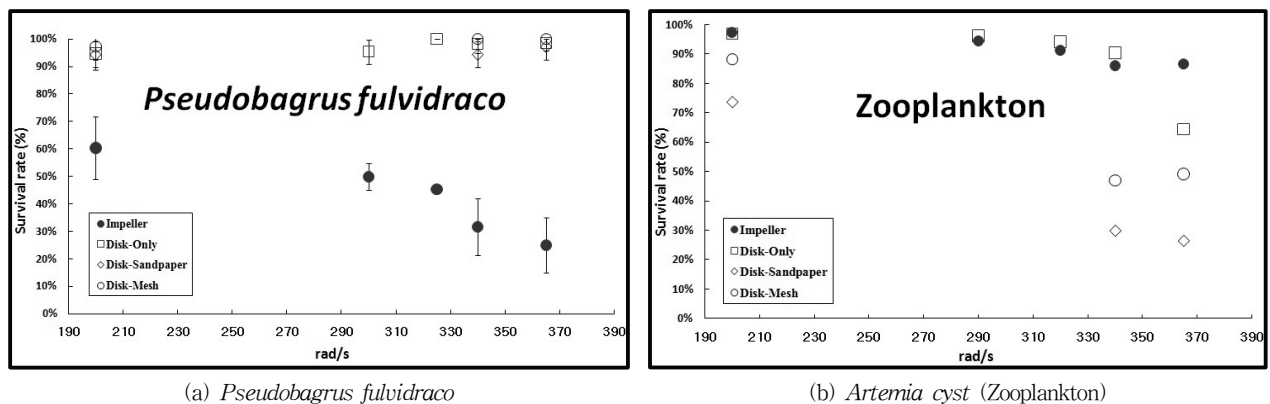 100%
90%
80%
70%
60%
50%
40%
30%
20%
10%
0%
Survival rate (%)
Pseudobagrus fulvidraco
Impeller
Disk-Only
Disk-Sandpaper
Disk-Mesh
190 210 230 250 270 290 310 330 350 370 390
rad/s
(a) Pseudobagrus fulvidraco
100%
90%
80%
70%
60%
50%
40%
30%
20%
10%
0%
Survival rate (%)
Zooplankton
Impeller
Disk-Only
Disk-Sandpaper
Disk-Mesh
190 210 230 250 270 290 310 330 350 370 390
rad/s
(b) Artemia cyst (Zooplankton)